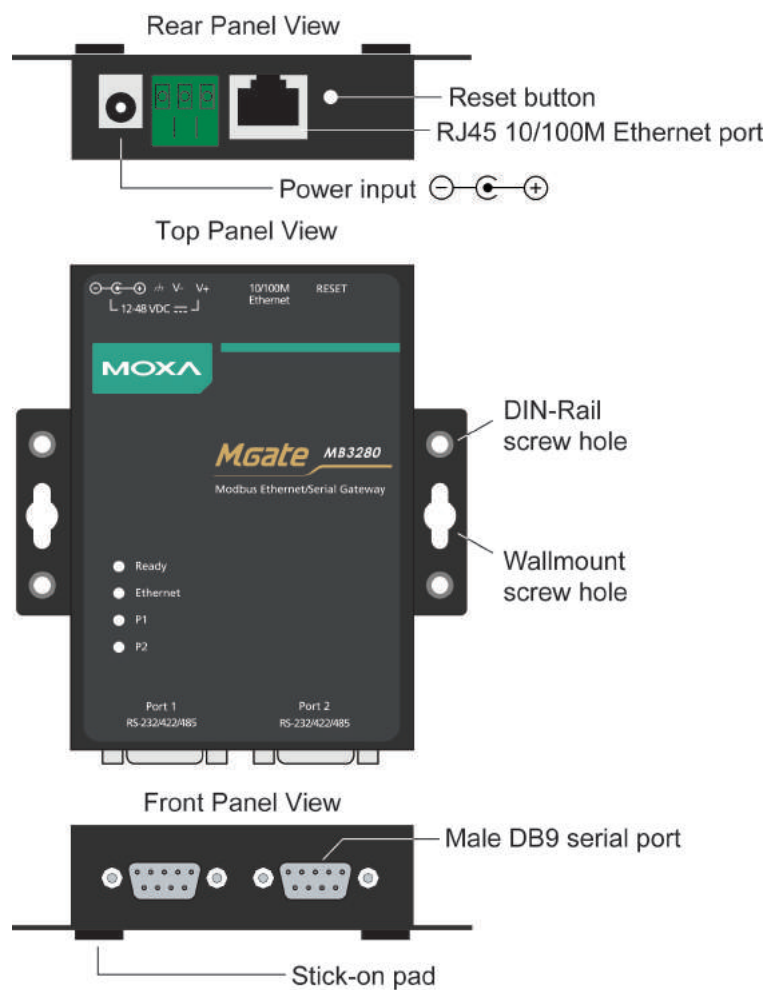 Rear Panel View
Reset button
RJ45 10/100M Ethernet port
Power input
Top Panel View
V- V+
12-48 VDC
10/100M
Ethernet
RESET
MOXA
DIN-Rail
screw hole
MGate MB3280
Modbus Ethernet/Serial Gateway
Wallmount
screw hole
Ready
Ethernet
P1
P2
Port 1
RS-232/422/485
Port 2
RS-232/422/485
Front Panel View
Male DB9 serial port
Stick-on pad